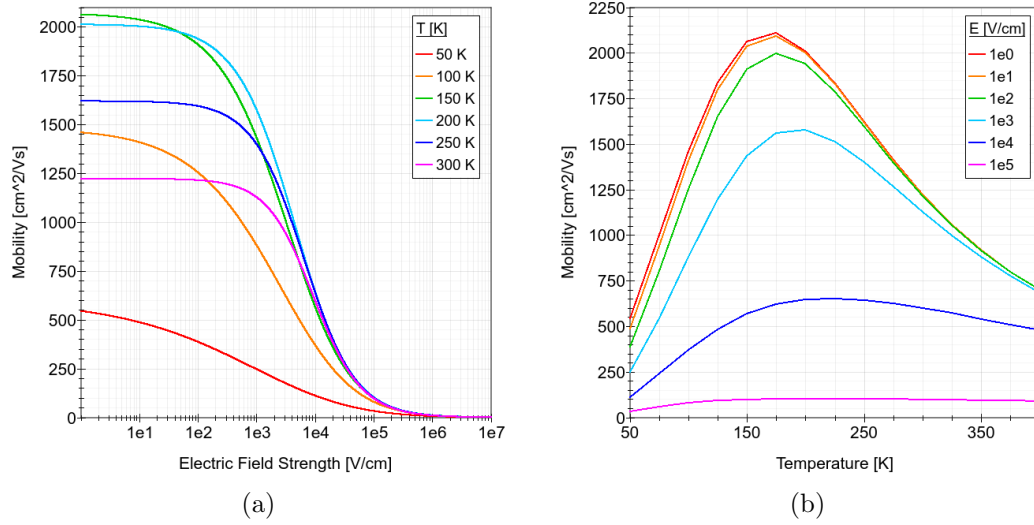 2000
1750
1500
1250
1000
750
500
250
0
Mobility [cm^2/Vs]
T [K]
50 K
100 K
150 K
200 K
250 K
300 K
1e1
1e2
1e3
1e4
1e5
1e6
1e7
Electric Field Strength [V/cm]
(a)
2250
2000
1750
1500
1250
1000
750
500
250
0
Mobility [cm^2/Vs]
E [V/cm]
1e0
1e1
1e2
1e3
1e4
1e5
50
150
250
350
Temperature [K]
(b)